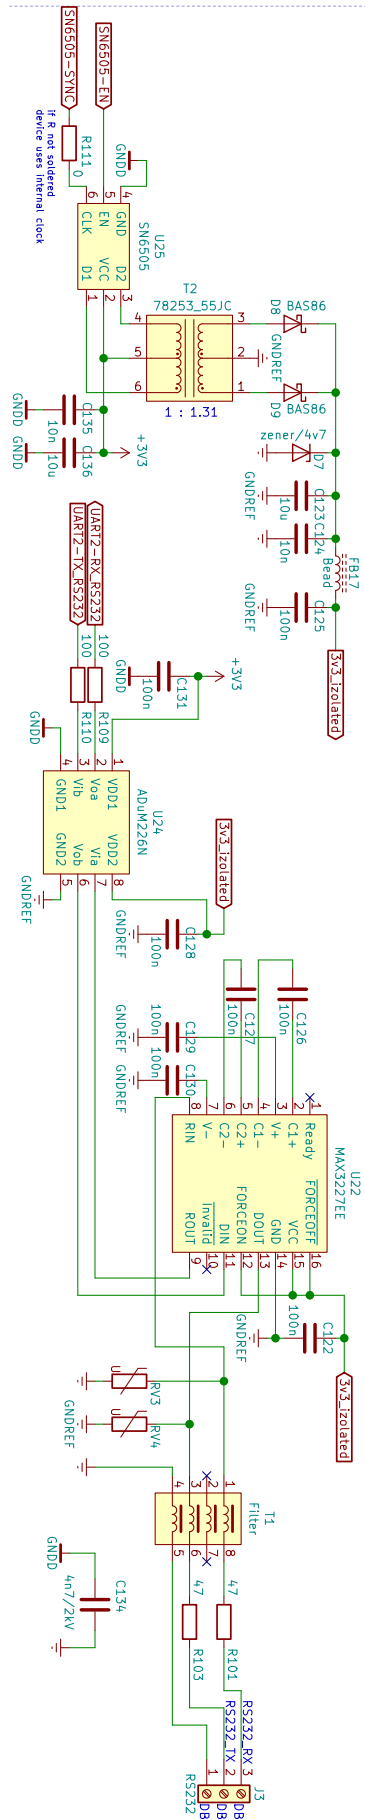 SN6505-SYNC
SN6505-EN
if R not soldered
device uses internal clock
R111
0
GNDD
6
5
4
CLK
EN
GND
D1
VCC
D2
1
2
3
U25
SN6505
T2
78253_55JC
4
5
6
3
2
1
1 : 1.31
D8
BAS86
GNDREF
D9
BAS86
zener/4v7
D7
GNDD
C135
10n
GNDD
C136
10u
+3V3
GNDREF
C123
10u
C124
10n
FB17
Bead
GNDREF
C125
100n
3v3_izolated
UART2-TX_RS232
UART2-RX_RS232
100
100
R110
R109
GNDD
C131
100n
+3V3
GNDD
4
3
2
1
GND1
Vib
Voa
VDD1
GND2
Vob
Via
VDD2
5
6
7
8
U24
ADuM226N
GNDREF
3v3_izolated
GNDREF
C128
100n
C127
100n
C126
100n
GNDREF
C129
100n
GNDREF
C130
100n
8
7
6
5
4
3
2
1
RIN
V-
C2-
C2+
C1-
V+
C1+
Ready
ROUT
Invalid
DIN
FORCEON
DOUT
GND
VCC
FORCEOFF
9
10
11
12
13
14
15
16
U22
MAX3227EE
GNDREF
C122
100n
3v3_izolated
U
RV3
U
RV4
GNDREF
4
3
2
1
5
6
7
8
T1
Filter
GNDD
C134
4n7/2kV
47
R103
47
R101
RS232_TX
RS232_RX
1
2
3
J3
RS232
DB
DB
DB